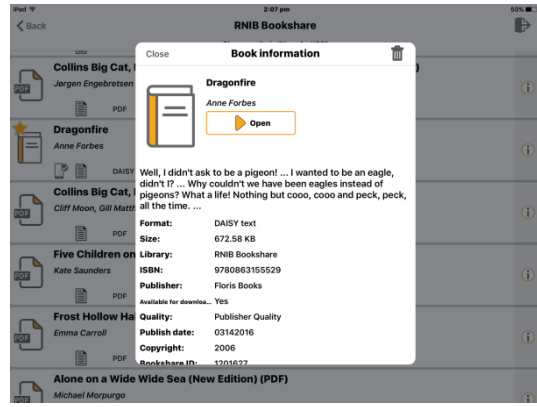 iPad
2:07 pm
50%
Back
RNIB Bookshare
Close
Book information
Collins Big Cat,
)
Jørgen Engebretsen
PDF
PDF
Dragonfire
Anne Forbes
Open
Dragonfire
Anne Forbes
DAISY
Well, I didn't ask to be a pigeon! ... I wanted to be an eagle,
didn't I? ... Why couldn't we have been eagles instead of
pigeons? What a life! Nothing but cooo, cooo and peck, peck,
all the time. ...
Collins Big Cat,
Cliff Moon, Gill Matth
PDF
PDF
Format: DAISY text
Size: 672.58 KB
Library: RNIB Bookshare
ISBN: 9780863155529
Publisher: Floris Books
Available for downloa... Yes
Quality: Publisher Quality
Publish date: 03142016
Copyright: 2006
Bookshare ID: 1201627
Five Children on
Kate Saunders
PDF
PDF
Frost Hollow Ha
Emma Carroll
PDF
PDF
Alone on a Wide Wide Sea (New Edition) (PDF)
Michael Morpurgo
PDF